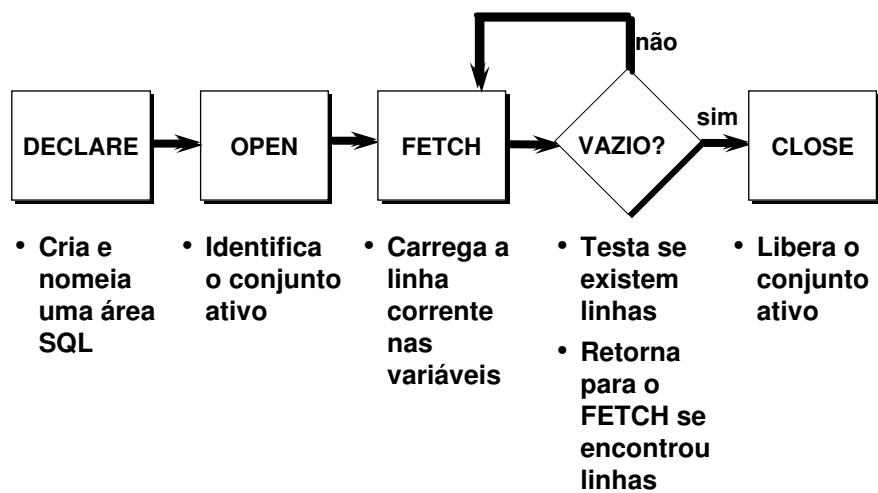 não
sim
DECLARE
OPEN
FETCH
VAZIO?
CLOSE
• Cria e
nomeia
uma área
SQL
• Identifica
o conjunto
ativo
• Carrega a
linha
corrente
nas
variáveis
• Testa se
existem
linhas
• Retorna
para o
FETCH se
encontrou
linhas
• Libera o
conjunto
ativo